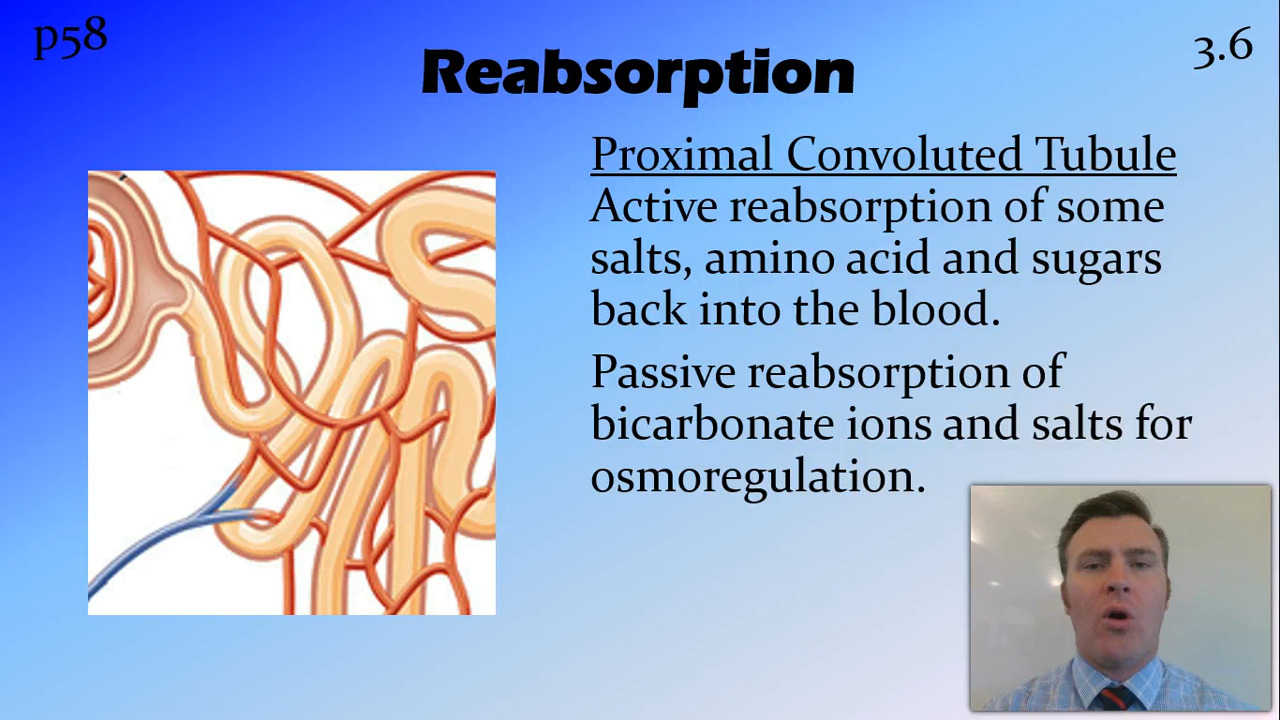 p58
Reabsorption
3.6
Proximal Convoluted Tubule
Active reabsorption of some
salts, amino acid and sugars
back into the blood.
Passive reabsorption of
bicarbonate ions and salts for
osmoregulation.